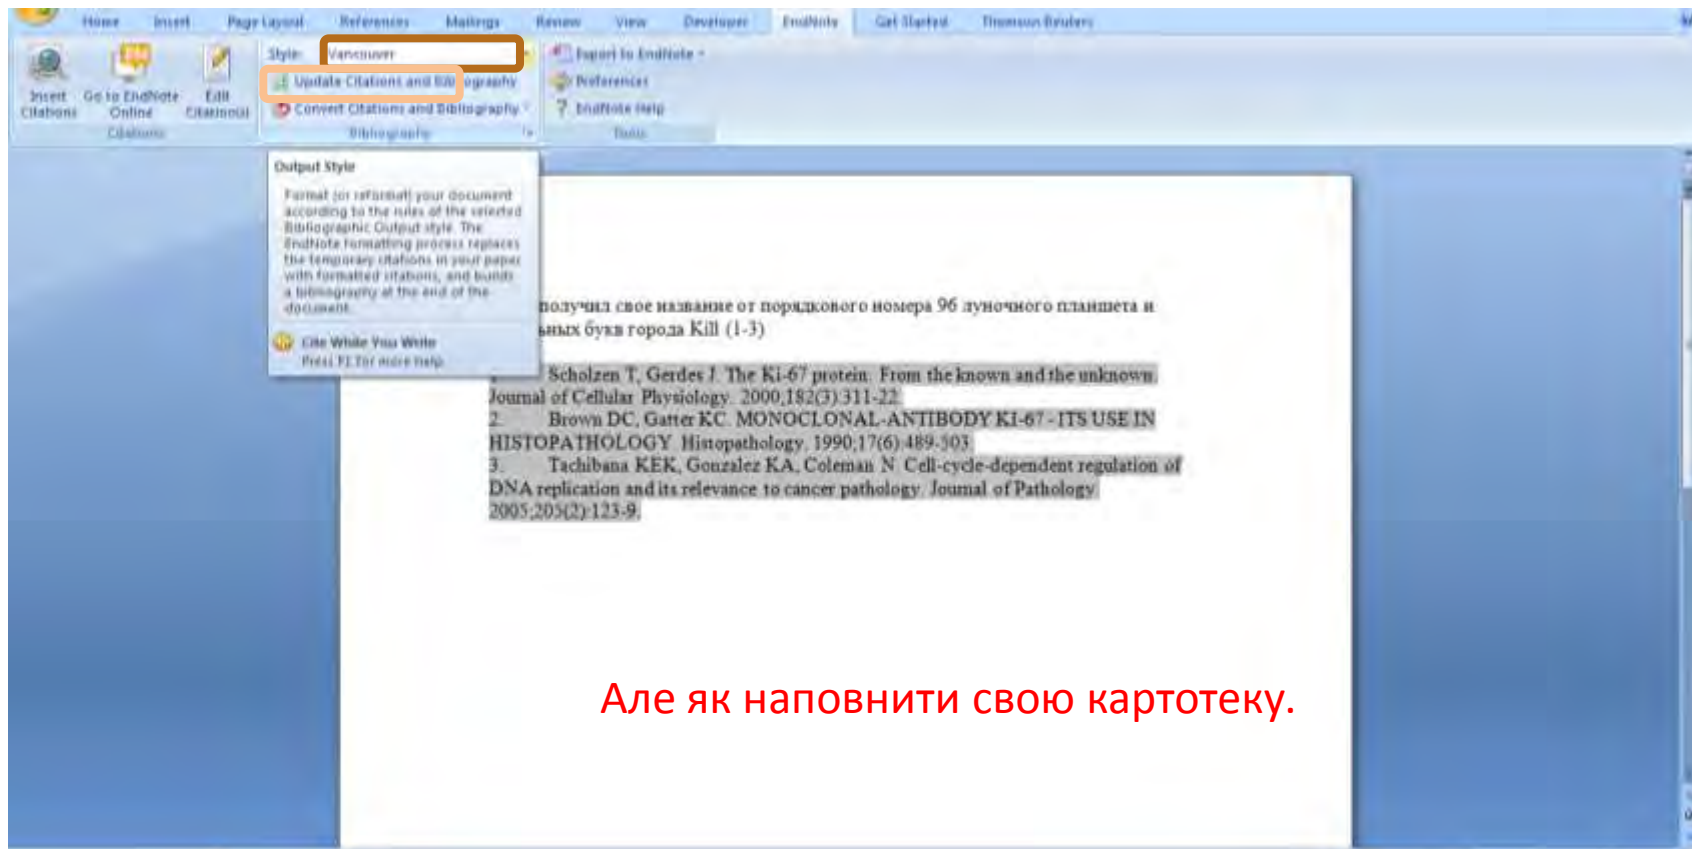 Home Insert Page Layout References Mailings Review View Developer EndNote Get Started Thomson Reuters
Style: Vancouver
Export to EndNote
Update Citations and Bibliography
Preferences
Insert Citations
Go to EndNote Online
Edit Citation(s)
Convert Citations and Bibliography
EndNote Help
Citations
Bibliography
Tools
Output Style
Format (or reformat) your document
according to the rules of the selected
Bibliographic Output style. The
EndNote formatting process replaces
the temporary citations in your paper
with formatted citations, and builds
a bibliography at the end of the
document.
Cite While You Write
Press F1 for more help.
получил свое название от порядкового номера 96 луночного планшета и
ьных букв города Kill (1-3)
Scholzen T, Gerdes J. The Ki-67 protein: From the known and the unknown.
Journal of Cellular Physiology. 2000;182(3):311-22.
2. Brown DC, Gatter KC. MONOCLONAL-ANTIBODY KI-67 - ITS USE IN
HISTOPATHOLOGY. Histopathology. 1990;17(6):489-503.
3. Tachibana KEK, Gonzalez KA, Coleman N. Cell-cycle-dependent regulation of
DNA replication and its relevance to cancer pathology. Journal of Pathology.
2005;205(2):123-9.
Але як наповнити свою картотеку.